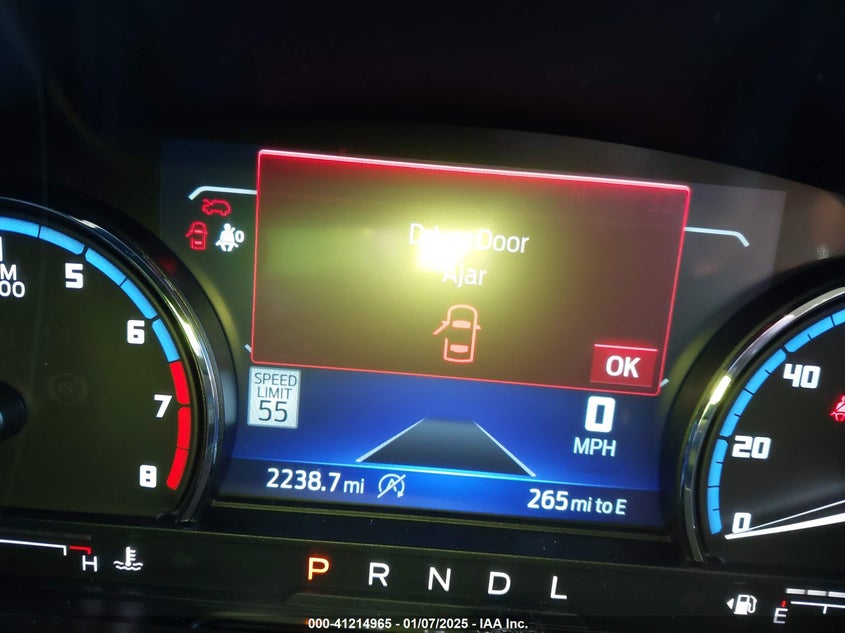 Door
Ajar
OK
SPEED
LIMIT
55
0
MPH
2238.7 mi
265 mi to E
5
6
7
8
40
20
0
H
P R N D L
E
000-41214965 - 01/07/2025 - IAA Inc.